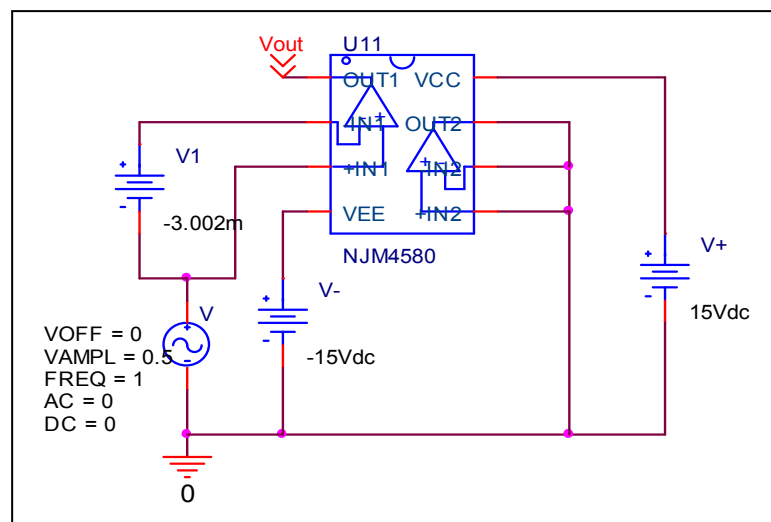 Vout
U11
OUT1
VCC
-IN1
OUT2
V1
+IN1
-IN2
-3.002m
VEE
+IN2
NJM4580
V+
V
V-
15Vdc
VOFF = 0
VAMPL = 0.5
-15Vdc
FREQ = 1
AC = 0
DC = 0
0